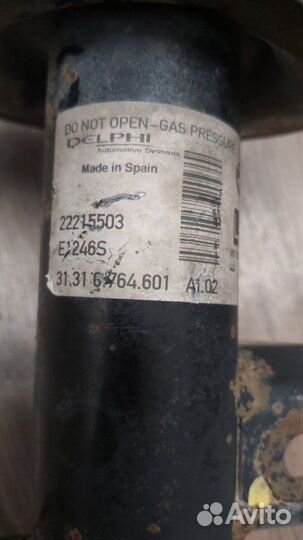 DO NOT OPEN-GAS PRESSURE
DELPHI
Automotive Systems
Made in Spain
22215503
E1246S
31.31 6.764.601 A1.02
Avito